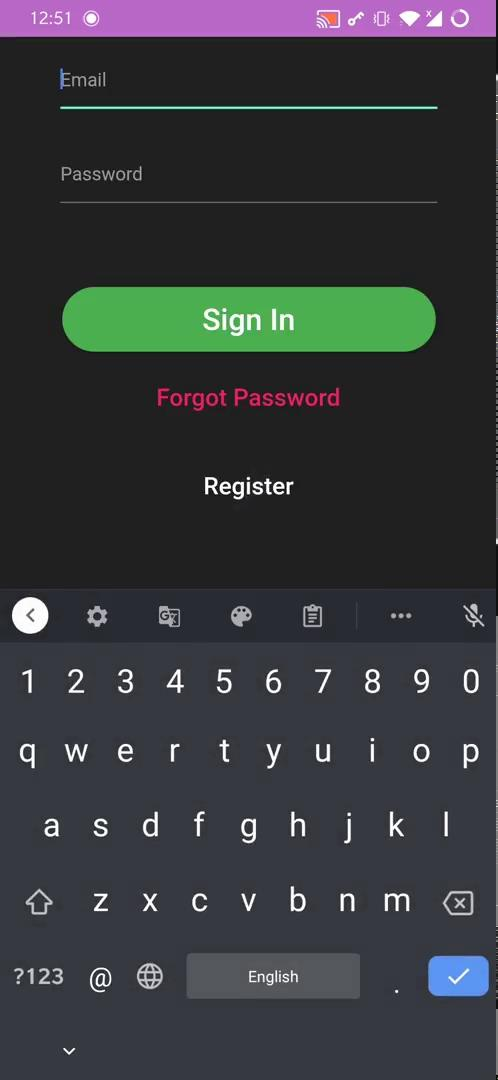 12:51
Email
Password
Sign In
Forgot Password
Register
1 2 3 4 5 6 7 8 9 0
q w e r t y u i o p
a s d f g h j k l
z x c v b n m
?123 @ English .